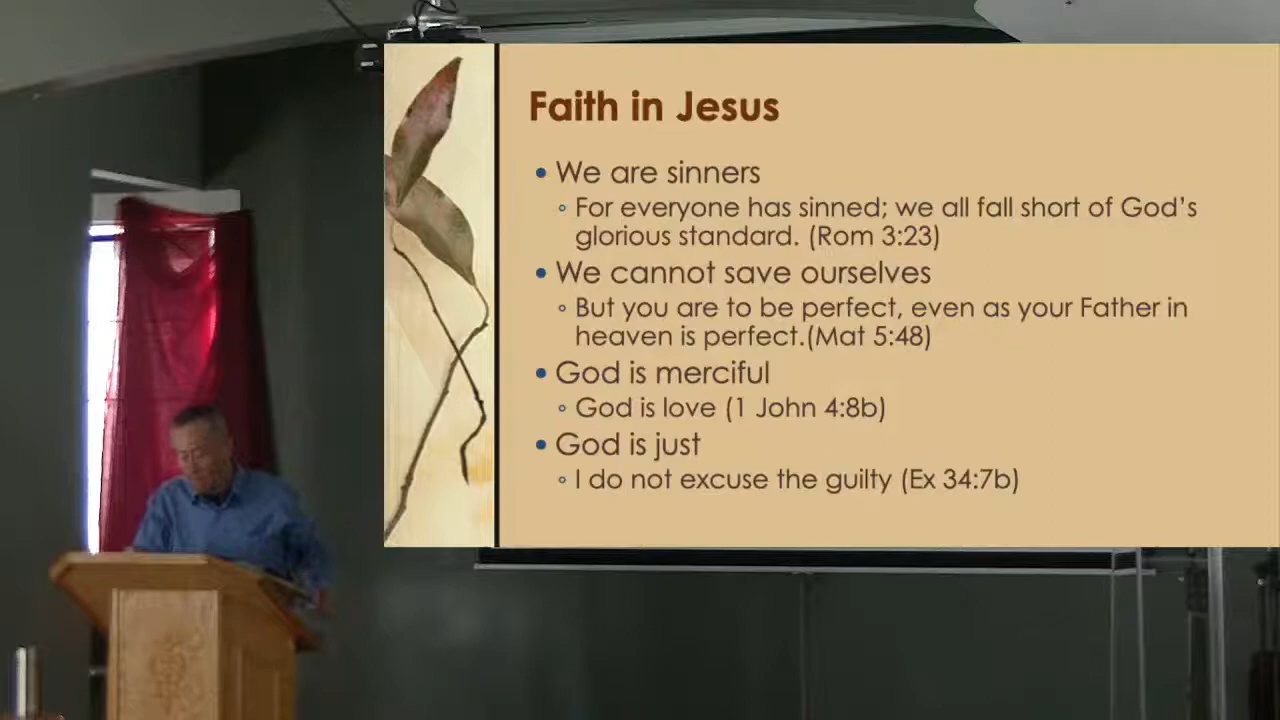 Faith in Jesus
• We are sinners
◦ For everyone has sinned; we all fall short of God's
glorious standard. (Rom 3:23)
• We cannot save ourselves
◦ But you are to be perfect, even as your Father in
heaven is perfect.(Mat 5:48)
• God is merciful
◦ God is love (1 John 4:8b)
• God is just
◦ I do not excuse the guilty (Ex 34:7b)